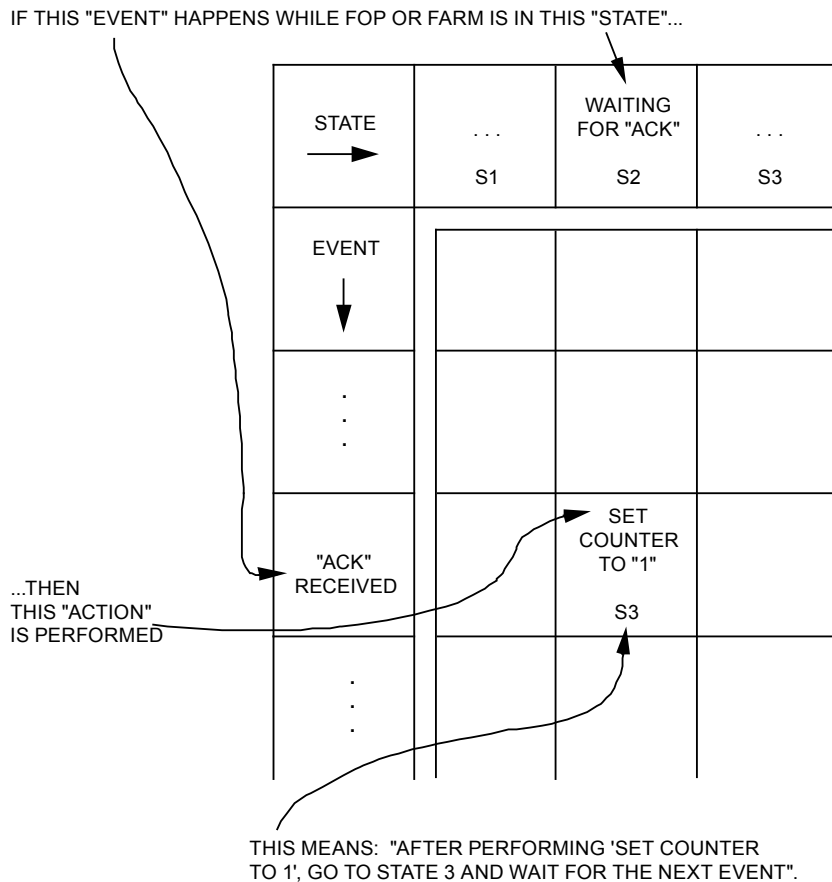 IF THIS "EVENT" HAPPENS WHILE FOP OR FARM IS IN THIS "STATE"...
STATE
. . .
S1
WAITING
FOR "ACK"
S2
. . .
S3
EVENT
.
.
.
"ACK"
RECEIVED
SET
COUNTER
TO "1"
S3
...THEN
THIS "ACTION"
IS PERFORMED
.
.
.
THIS MEANS: "AFTER PERFORMING 'SET COUNTER
TO 1', GO TO STATE 3 AND WAIT FOR THE NEXT EVENT".